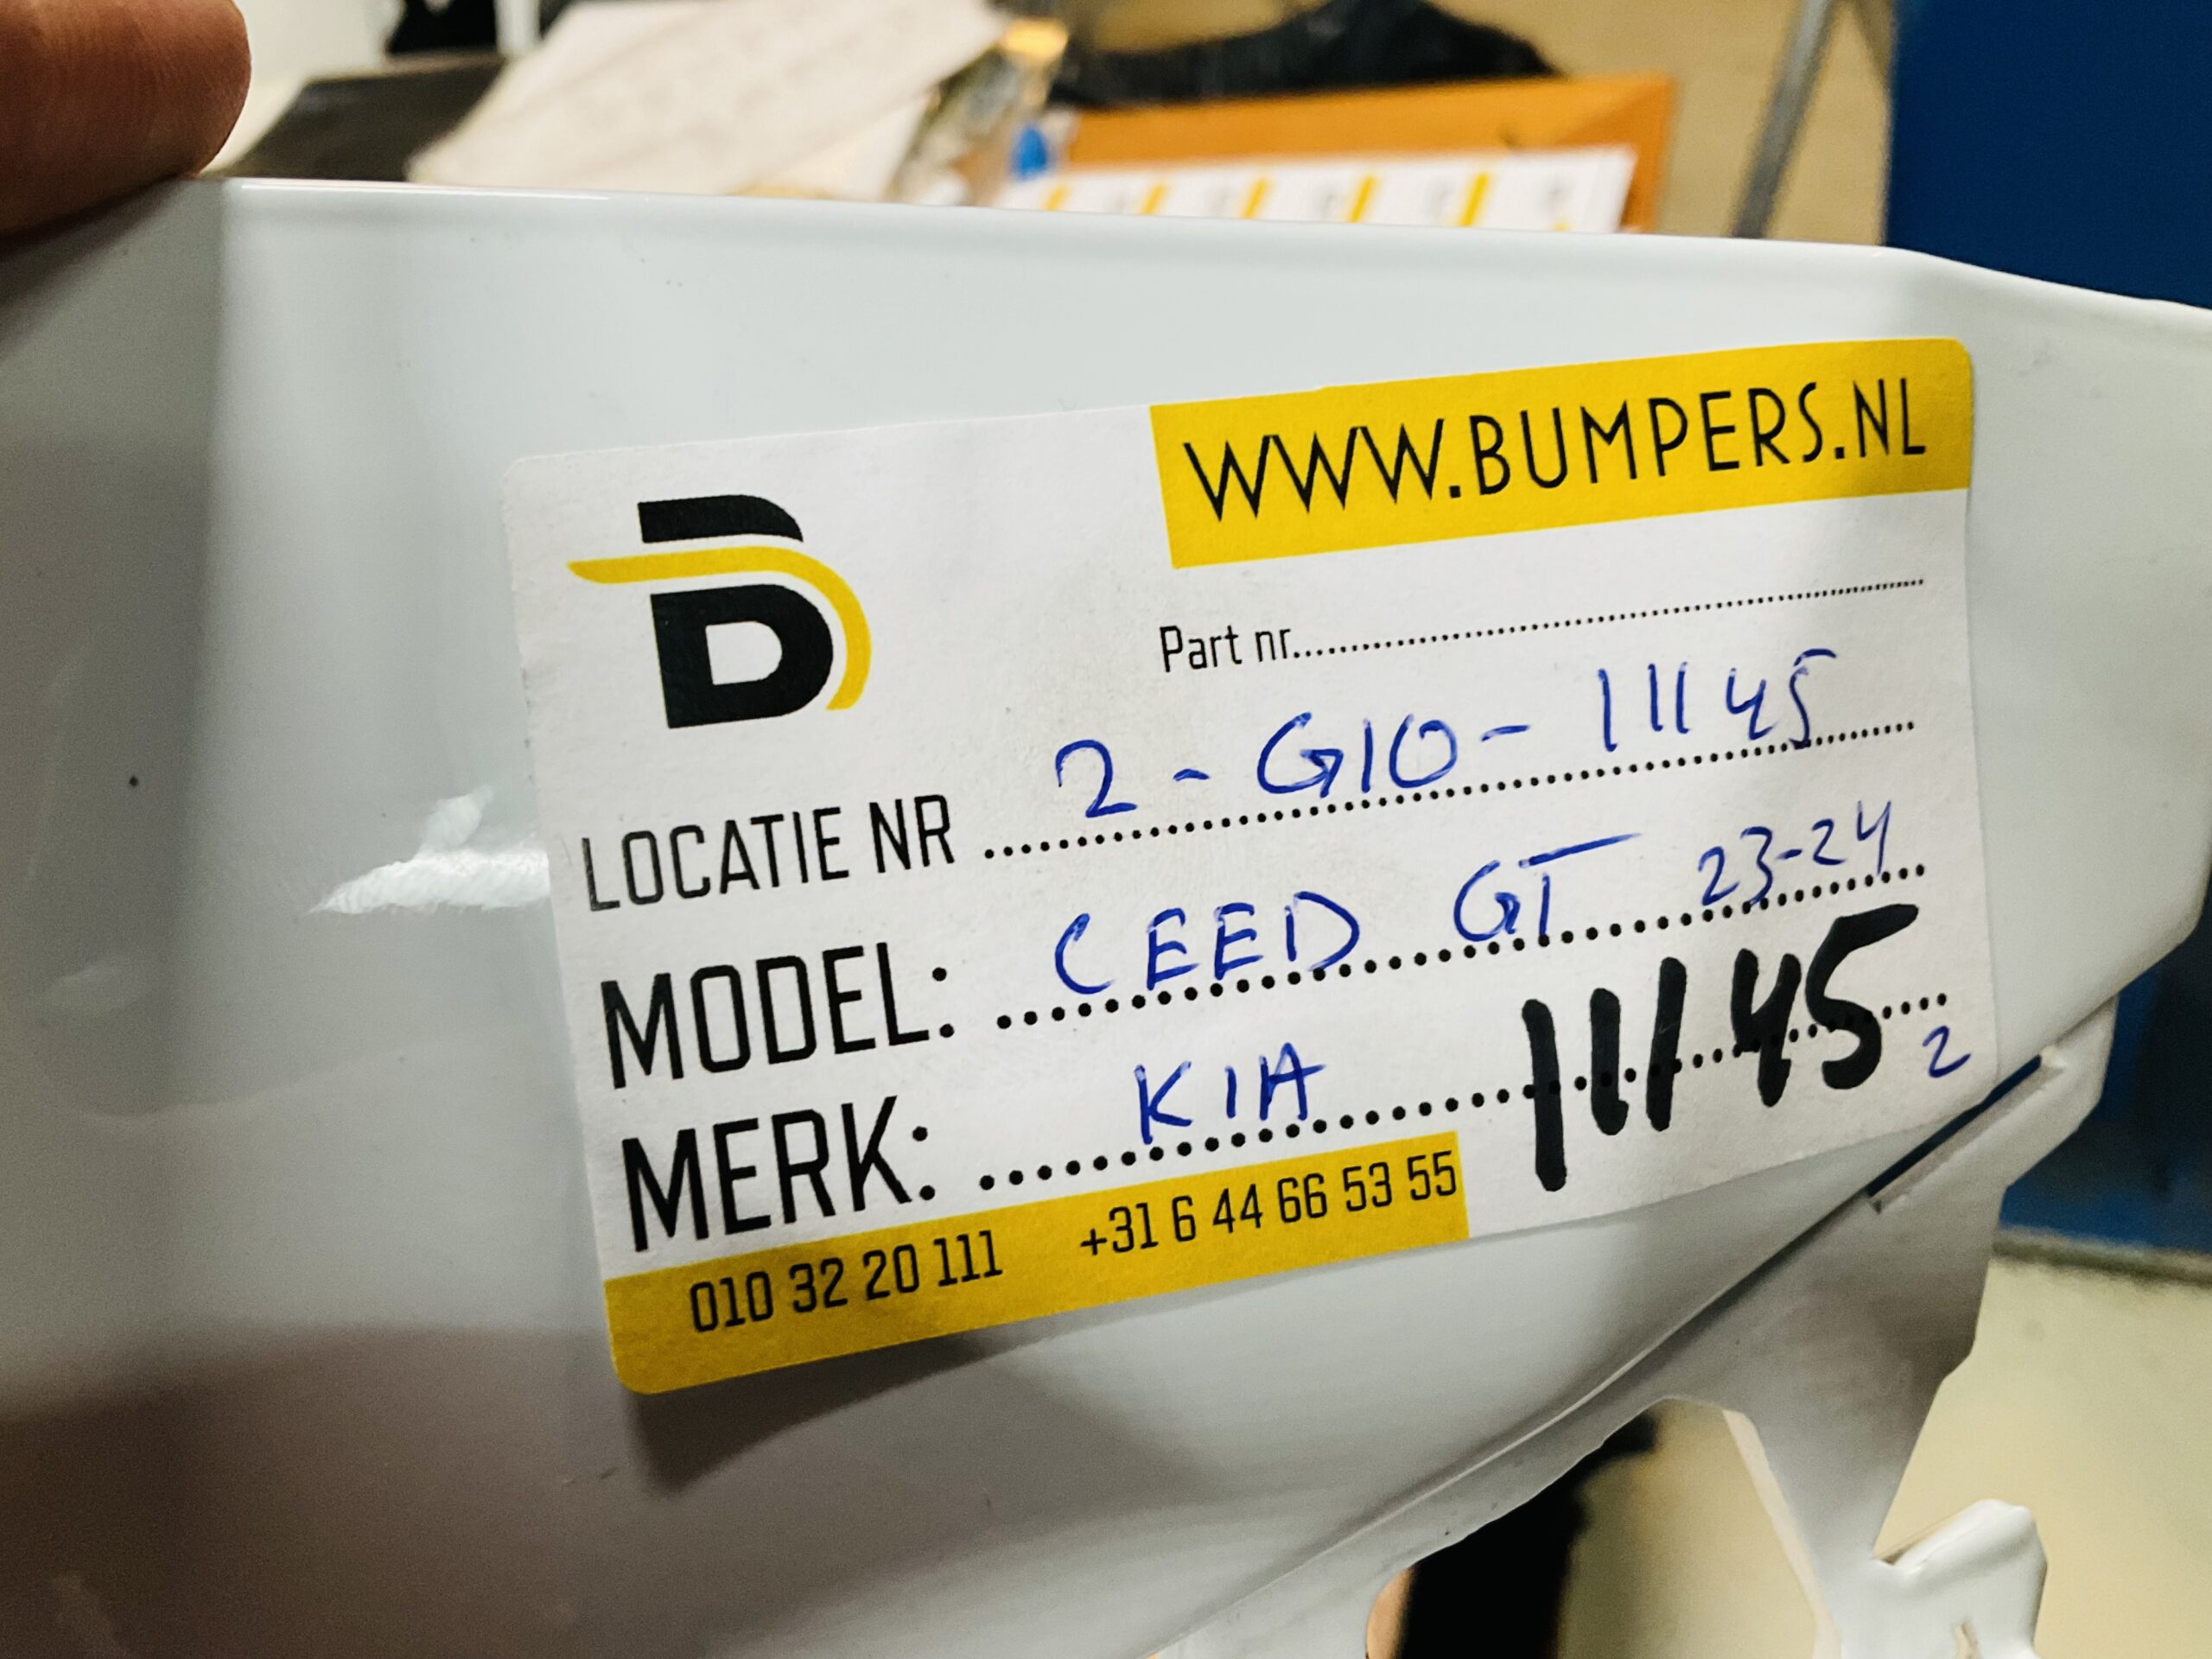 WWW.BUMPERS.NL
Part nr.
LOCATIE NR 2-G10-11145
MODEL: CEED GT 23-24
MERK: KIA 11145 2
010 32 20 111 +31 6 44 66 53 55